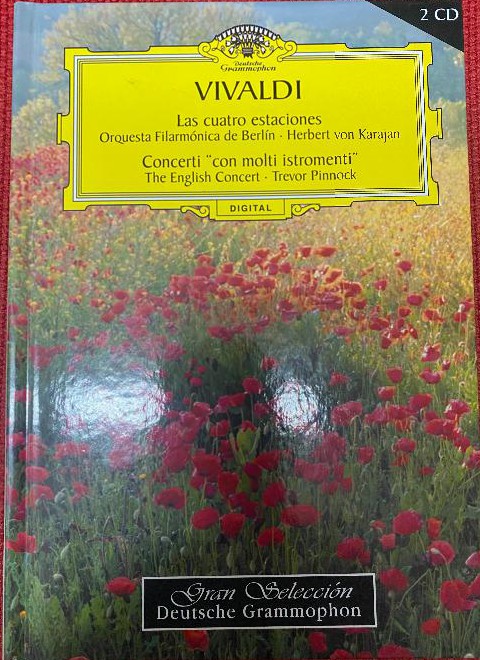 2 CD
Deutsche
Grammophon
VIVALDI
Las cuatro estaciones
Orquesta Filarmónica de Berlín · Herbert von Karajan
Concerti "con molti istromenti"
The English Concert · Trevor Pinnock
DIGITAL
Gran Selección
Deutsche Grammophon